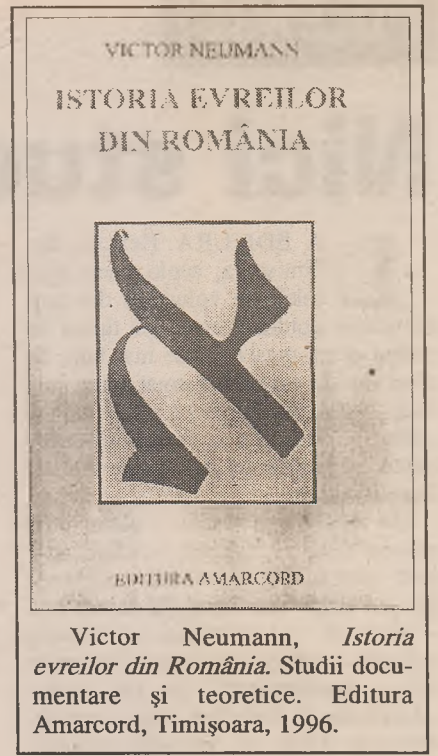 VICTOR NEUMANN
ISTORIA EVREILOR
DIN ROMÂNIA
א
EDITURA AMARCORD
Victor Neumann, Istoria
evreilor din România. Studii docu-
mentare și teoretice. Editura
Amarcord, Timișoara, 1996.